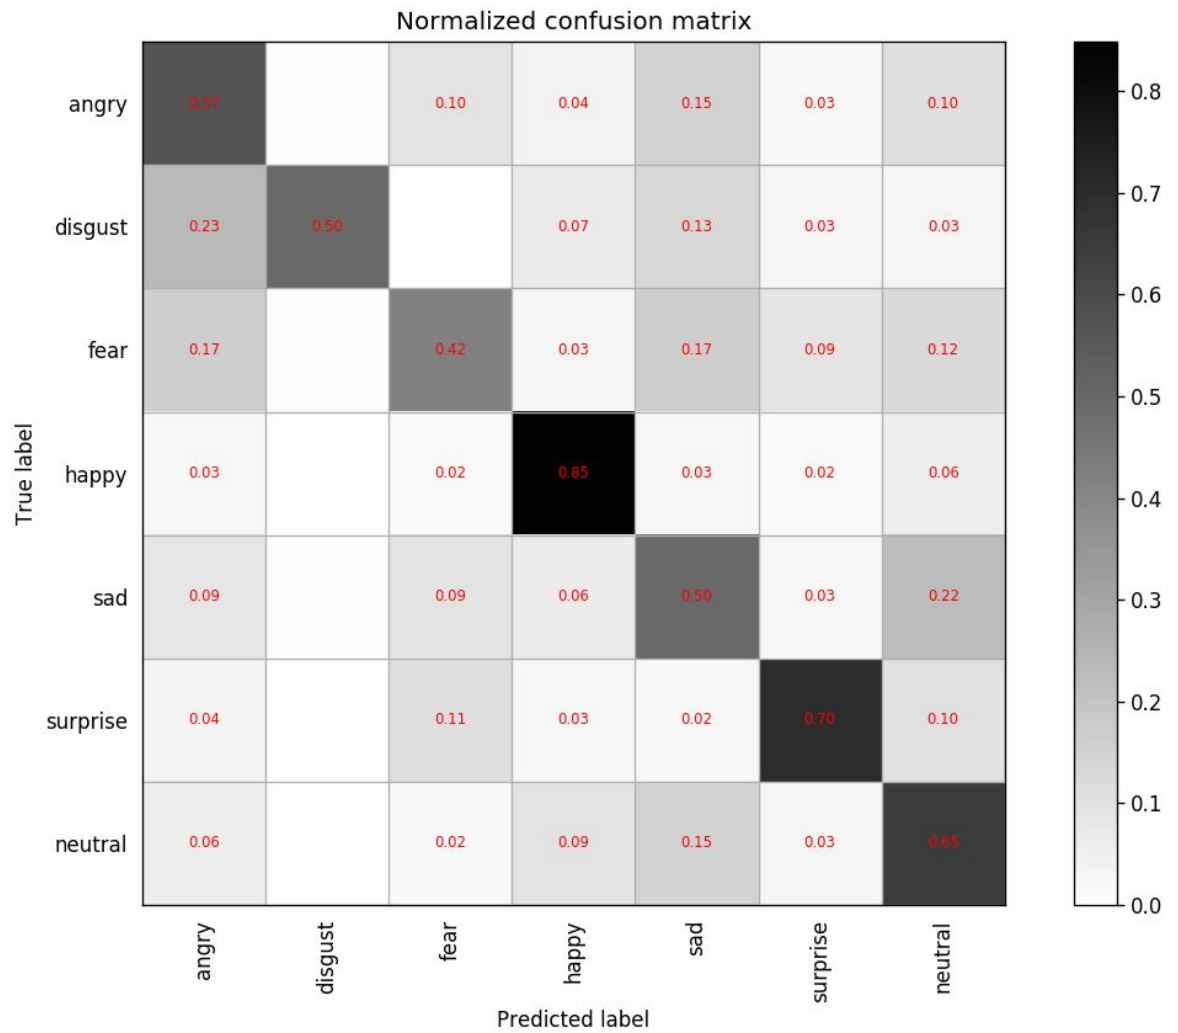 Normalized confusion matrix
True label
angry 0.57 0.10 0.04 0.15 0.03 0.10
disgust 0.23 0.50 0.07 0.13 0.03 0.03
fear 0.17 0.42 0.03 0.17 0.09 0.12
happy 0.03 0.02 0.85 0.03 0.02 0.06
sad 0.09 0.09 0.06 0.50 0.03 0.22
surprise 0.04 0.11 0.03 0.02 0.70 0.10
neutral 0.06 0.02 0.09 0.15 0.03 0.65
angry disgust fear happy sad surprise neutral
Predicted label
0.8
0.7
0.6
0.5
0.4
0.3
0.2
0.1
0.0